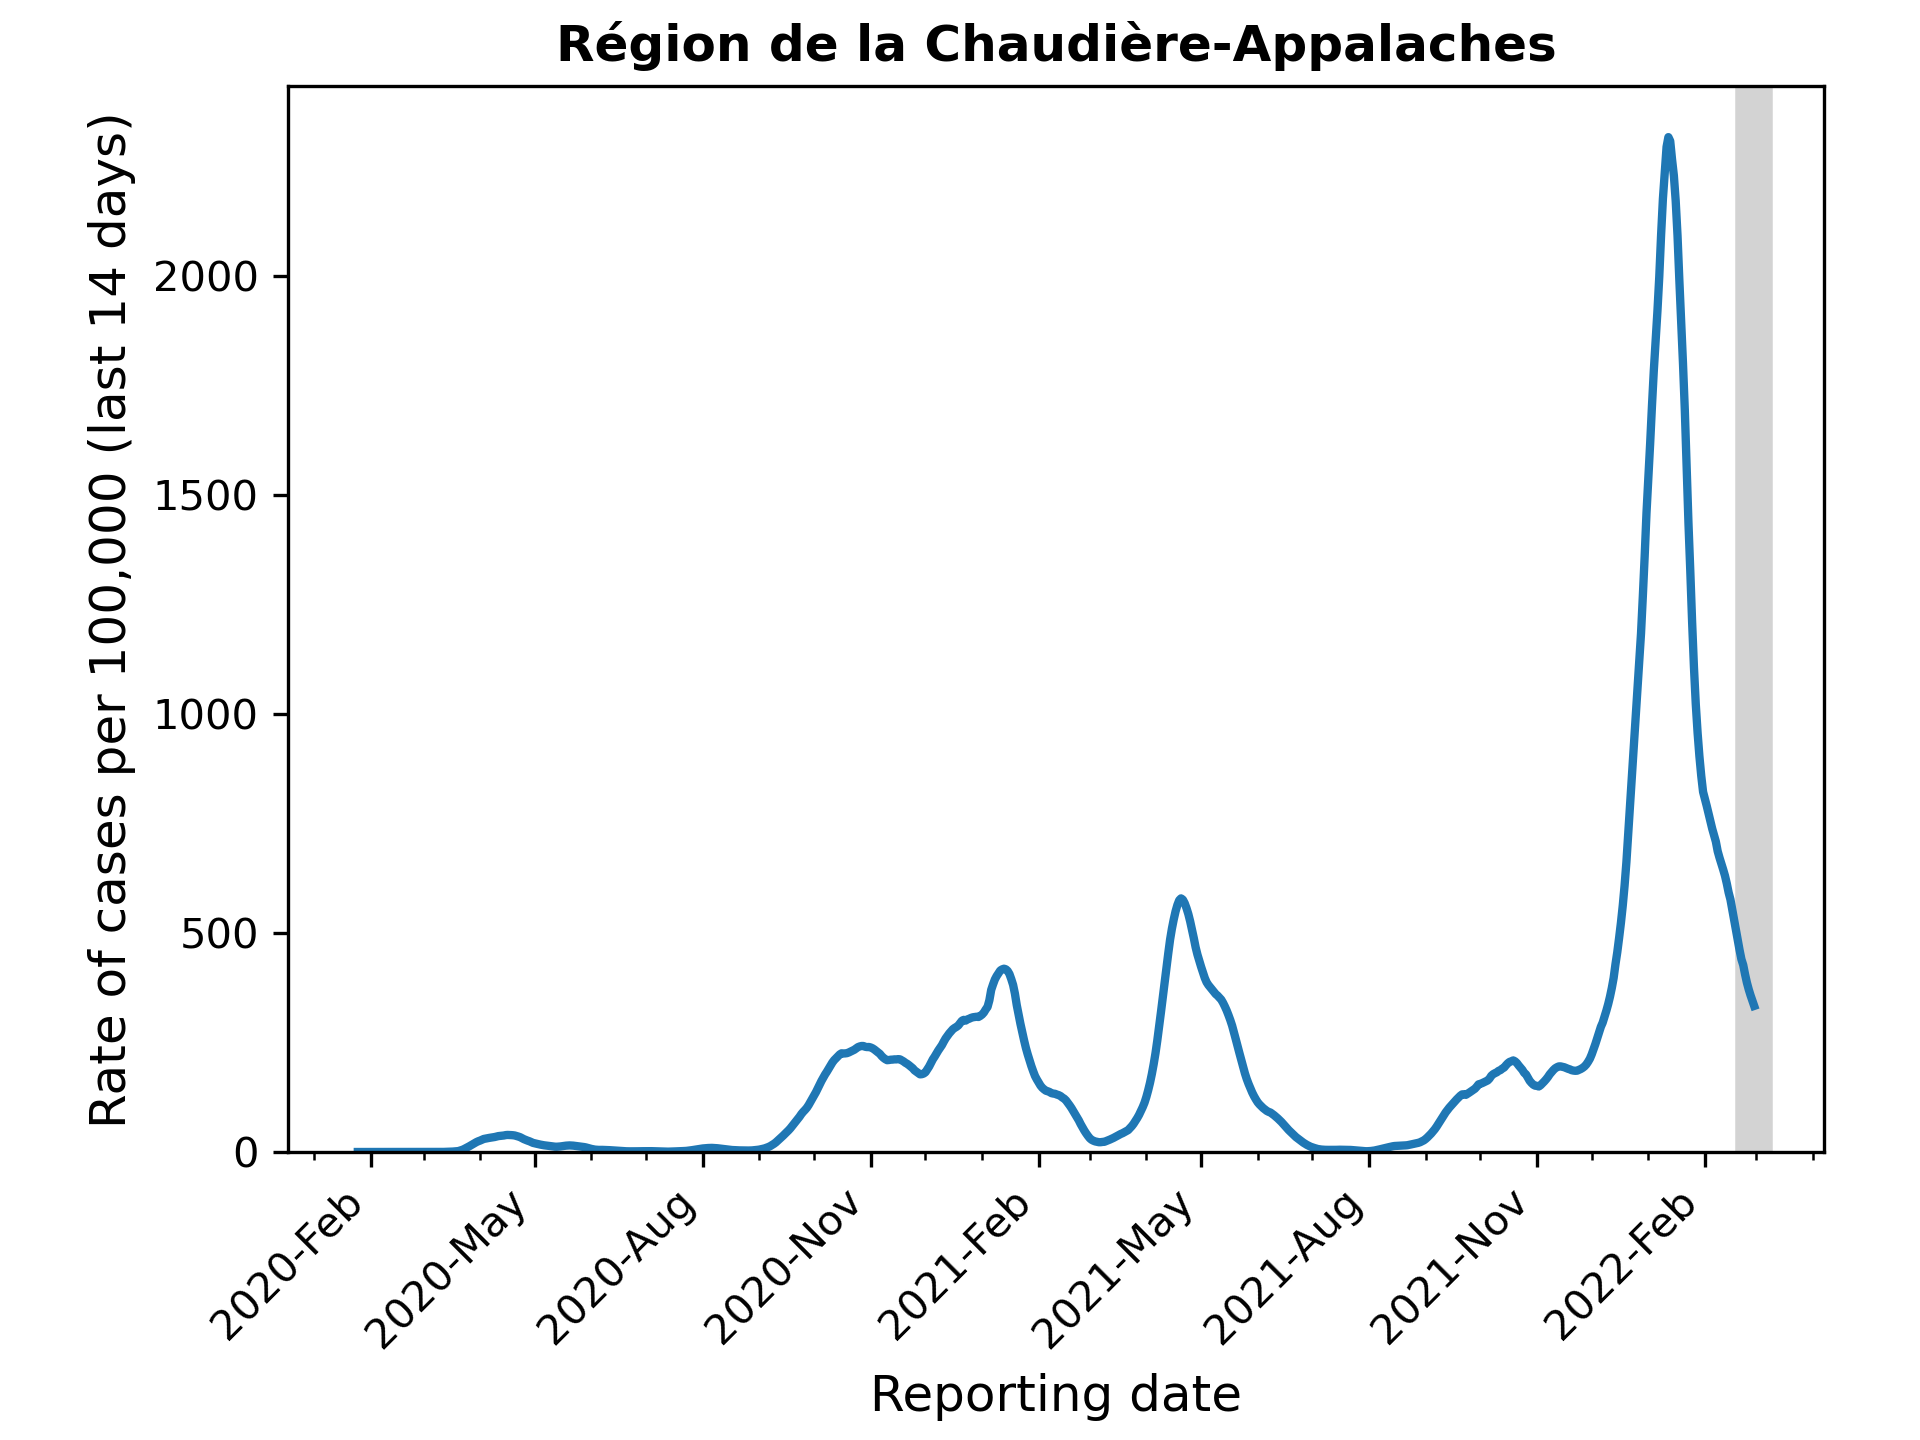 Région de la Chaudière-Appalaches
Rate of cases per 100,000 (last 14 days)
2000
1500
1000
500
0
2020-Feb
2020-May
2020-Aug
2020-Nov
2021-Feb
2021-May
2021-Aug
2021-Nov
2022-Feb
Reporting date